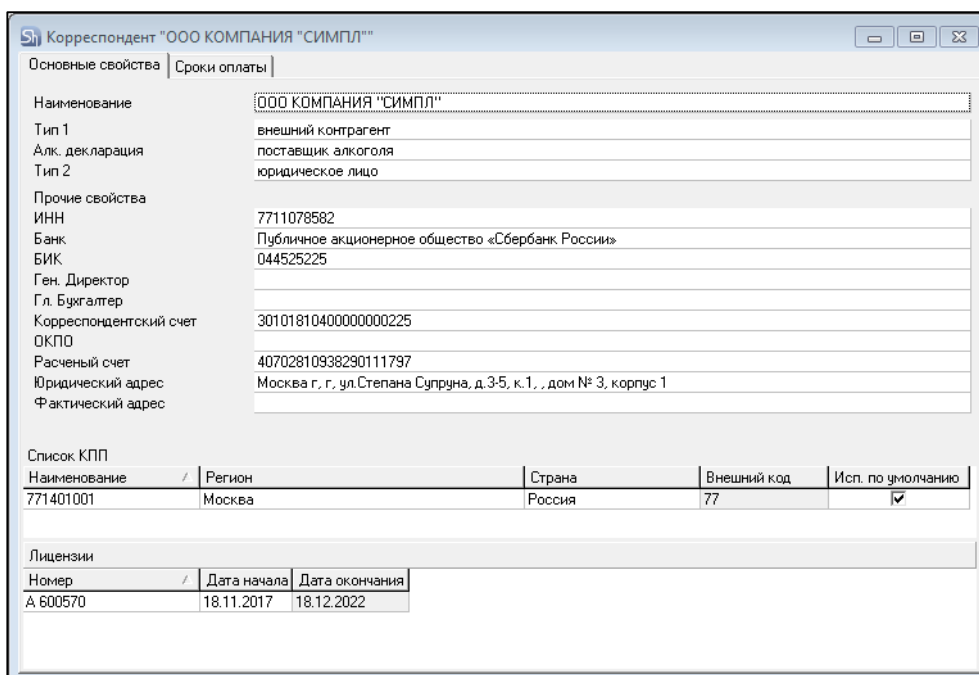 Sh Корреспондент "ООО КОМПАНИЯ "СИМПЛ""
Основные свойства Сроки оплаты
Наименование ООО КОМПАНИЯ "СИМПЛ"
Тип 1 внешний контрагент
Алк. декларация поставщик алкоголя
Тип 2 юридическое лицо
Прочие свойства
ИНН 7711078582
Банк Публичное акционерное общество «Сбербанк России»
БИК 044525225
Ген. Директор
Гл. Бухгалтер
Корреспондентский счет 30101810400000000225
ОКПО
Расченый счет 40702810938290111797
Юридический адрес Москва г, г, ул.Степана Супруна, д.3-5, к.1, , дом № 3, корпус 1
Фактический адрес
Список КПП
Наименование Регион Страна Внешний код Исп. по умолчанию
771401001 Москва Россия 77
Лицензии
Номер Дата начала Дата окончания
А 600570 18.11.2017 18.12.2022